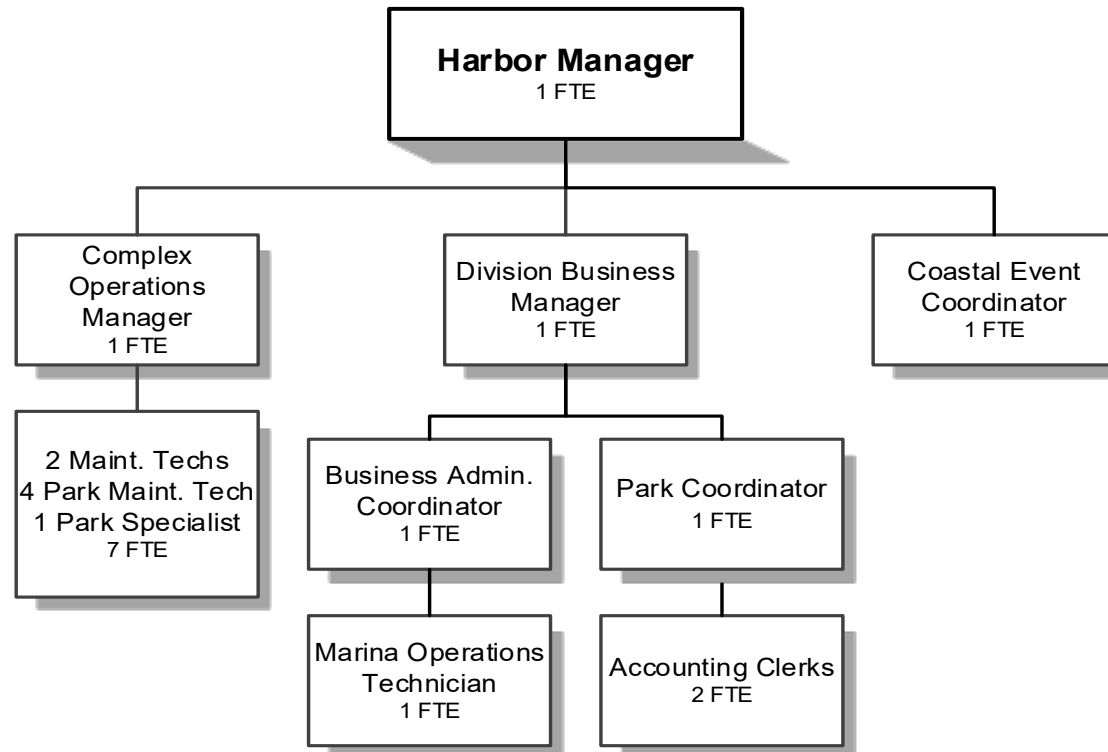 Harbor Manager
1 FTE
Complex
Operations
Manager
1 FTE
Division Business
Manager
1 FTE
Coastal Event
Coordinator
1 FTE
2 Maint. Techs
4 Park Maint. Tech
1 Park Specialist
7 FTE
Business Admin.
Coordinator
1 FTE
Park Coordinator
1 FTE
Marina Operations
Technician
1 FTE
Accounting Clerks
2 FTE